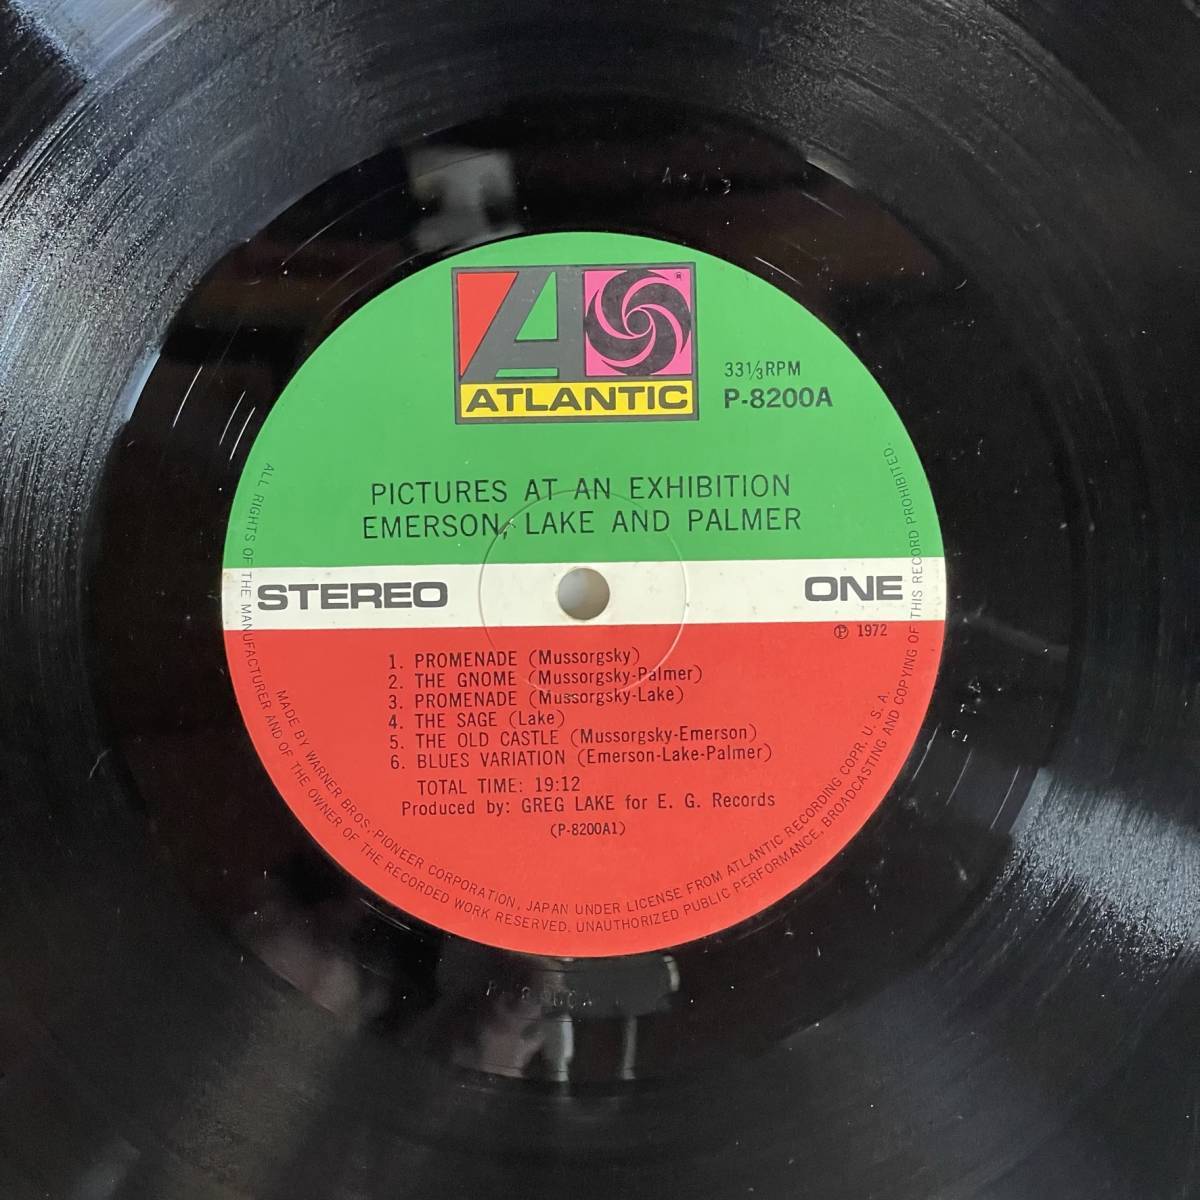 ATLANTIC
®
33⅓RPM
P-8200A
PICTURES AT AN EXHIBITION
EMERSON, LAKE AND PALMER
STEREO
ONE
℗ 1972
1. PROMENADE (Mussorgsky)
2. THE GNOME (Mussorgsky-Palmer)
3. PROMENADE (Mussorgsky-Lake)
4. THE SAGE (Lake)
5. THE OLD CASTLE (Mussorgsky-Emerson)
6. BLUES VARIATION (Emerson-Lake-Palmer)
TOTAL TIME: 19:12
Produced by: GREG LAKE for E. G. Records
(P-8200A1)
MADE BY WARNER BROS.-PIONEER CORPORATION, JAPAN UNDER LICENSE FROM ATLANTIC RECORDING COPR. U. S. A.
ALL RIGHTS OF THE MANUFACTURER AND OF THE OWNER OF THE RECORDED WORK RESERVED. UNAUTHORIZED PUBLIC PERFORMANCE, BROADCASTING AND COPYING OF THIS RECORD PROHIBITED.